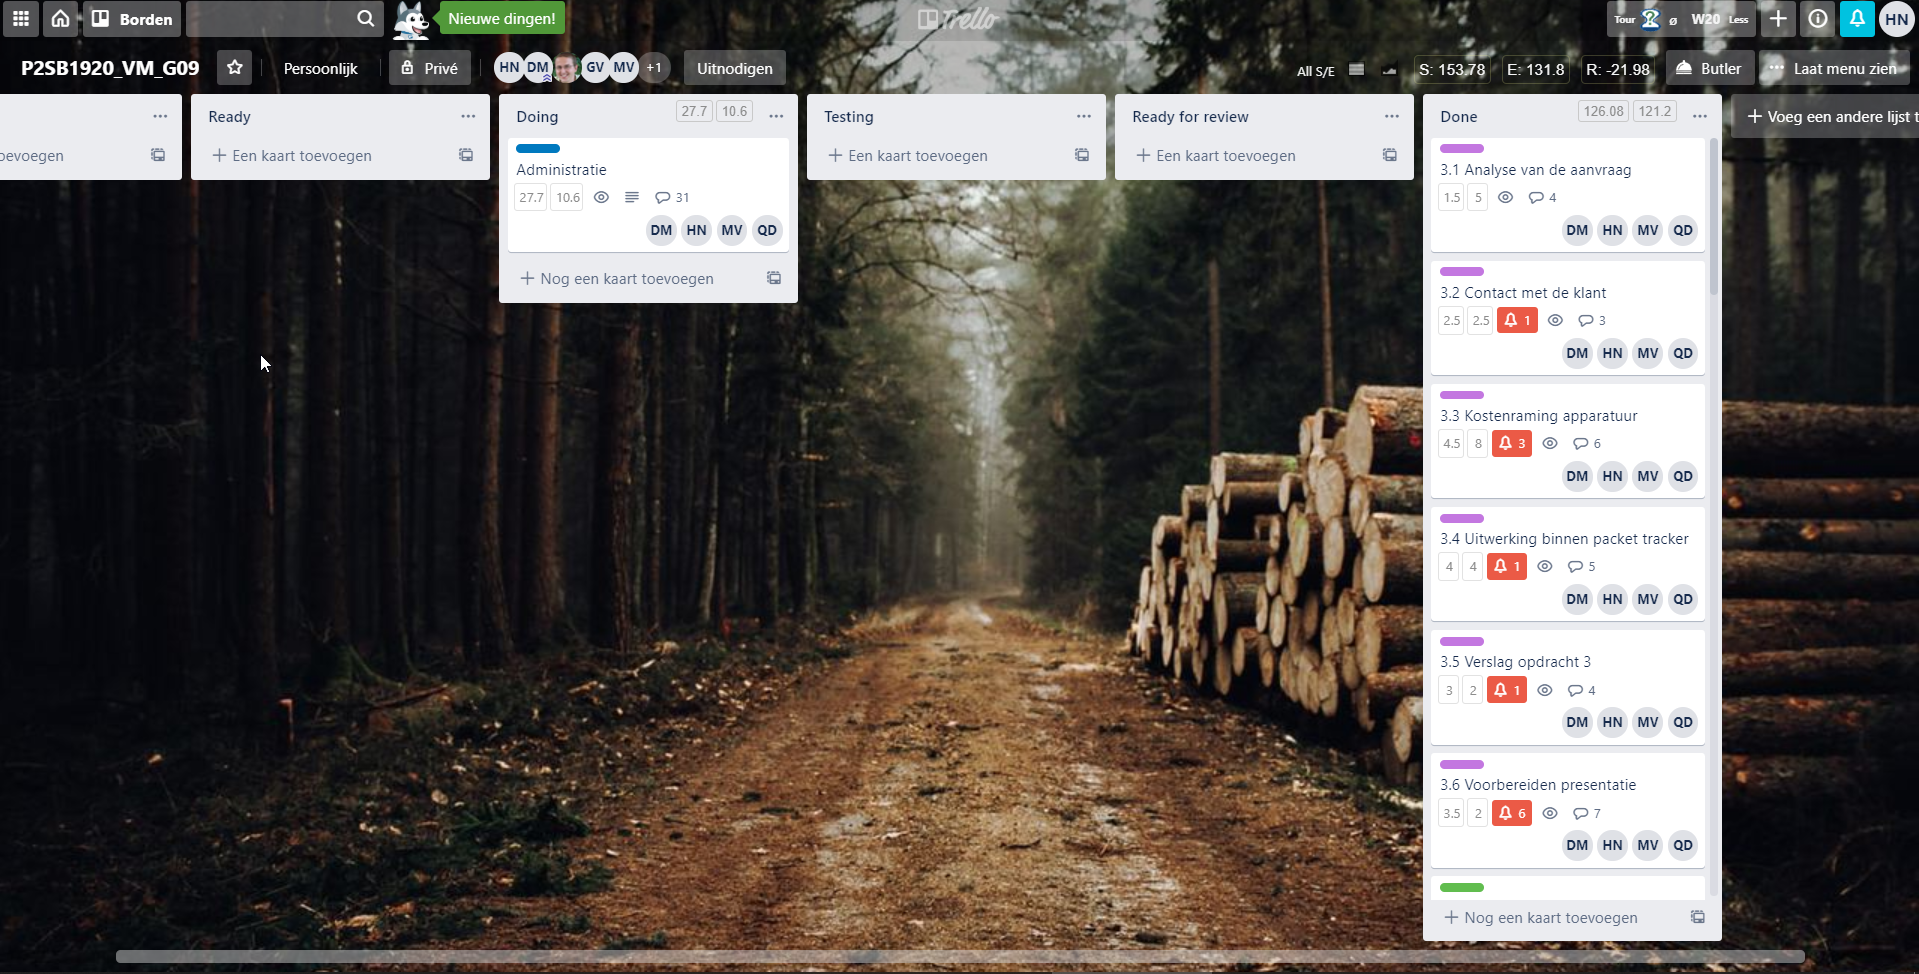 Borden
Nieuwe dingen!
Trello
Tour ø W20 Less
HN
P2SB1920_VM_G09
Persoonlijk
Privé
HN DM GV MV +1
Uitnodigen
All S/E
S: 153.78 E: 131.8 R: -21.98
Butler
Laat menu zien
oevoegen
Ready
Een kaart toevoegen
Doing
27.7 10.6
Administratie
27.7 10.6 31
DM HN MV QD
Nog een kaart toevoegen
Testing
Een kaart toevoegen
Ready for review
Een kaart toevoegen
Done
126.08 121.2
3.1 Analyse van de aanvraag
1.5 5 4
DM HN MV QD
3.2 Contact met de klant
2.5 2.5 1 3
DM HN MV QD
3.3 Kostenraming apparatuur
4.5 8 3 6
DM HN MV QD
3.4 Uitwerking binnen packet tracker
4 4 1 5
DM HN MV QD
3.5 Verslag opdracht 3
3 2 1 4
DM HN MV QD
3.6 Voorbereiden presentatie
3.5 2 6 7
DM HN MV QD
Nog een kaart toevoegen
Voeg een andere lijst t